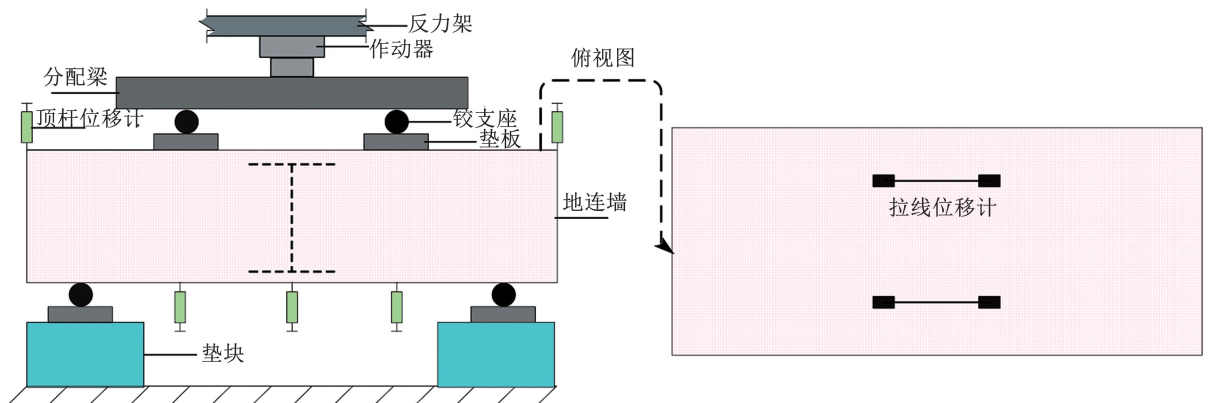 反力架
作动器
俯视图
分配梁
顶杆位移计
铰支座
垫板
地连墙
拉线位移计
垫块